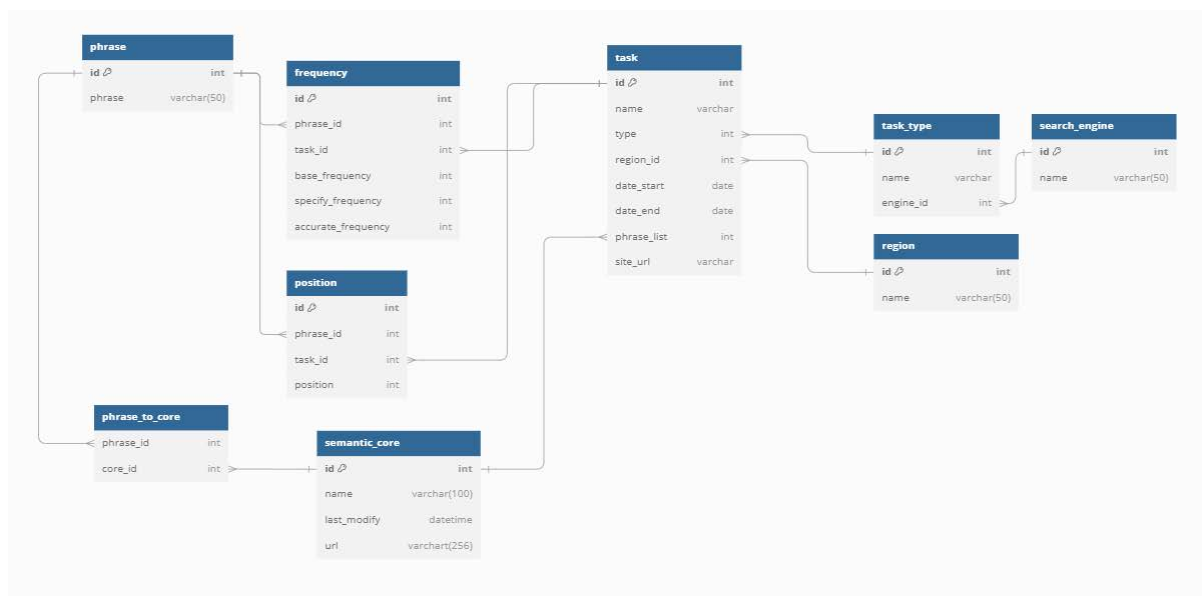 phrase
id int
phrase varchar(50)
frequency
id int
phrase_id int
task_id int
base_frequency int
specify_frequency int
accurate_frequency int
position
id int
phrase_id int
task_id int
position int
phrase_to_core
phrase_id int
core_id int
semantic_core
id int
name varchar(100)
last_modify datetime
url varchart(256)
task
id int
name varchar
type int
region_id int
date_start date
date_end date
phrase_list int
site_url varchar
task_type
id int
name varchar
engine_id int
search_engine
id int
name varchar(50)
region
id int
name varchar(50)